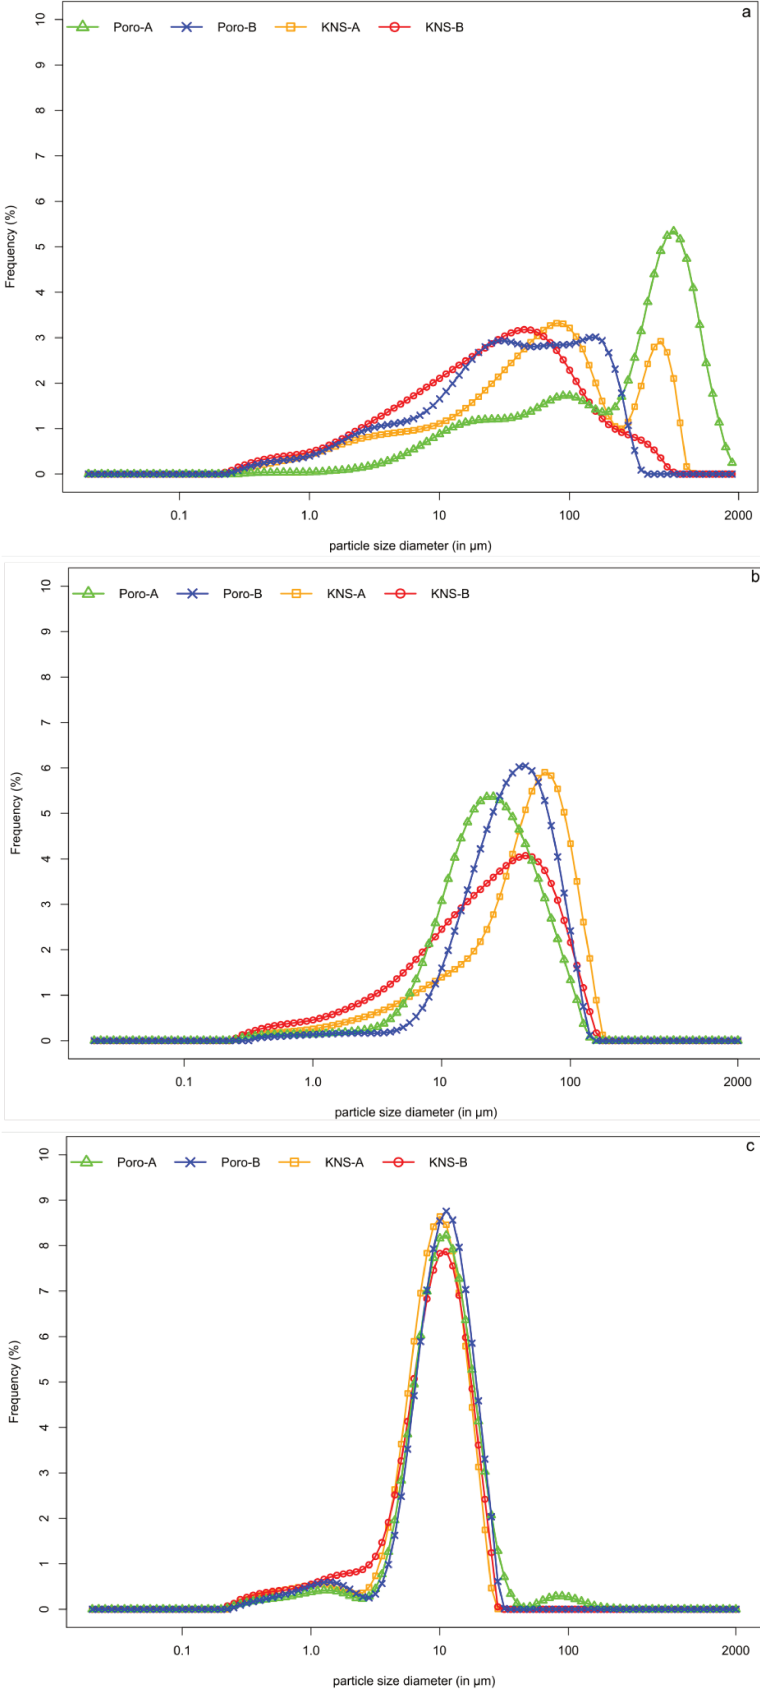 a
Poro-A Poro-B KNS-A KNS-B
10
9
8
7
6
5
4
3
2
1
0
Frequency (%)
0.1 1.0 10 100 2000
particle size diameter (in µm)
b
Poro-A Poro-B KNS-A KNS-B
10
9
8
7
6
5
4
3
2
1
0
Frequency (%)
0.1 1.0 10 100 2000
particle size diameter (in µm)
c
Poro-A Poro-B KNS-A KNS-B
10
9
8
7
6
5
4
3
2
1
0
Frequency (%)
0.1 1.0 10 100 2000
particle size diameter (in µm)